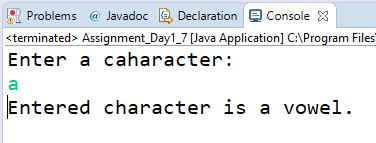 Problems @ Javadoc Declaration Console
<terminated> Assignment_Day1_7 [Java Application] C:\Program Files\
Enter a caharacter:
a
Entered character is a vowel.